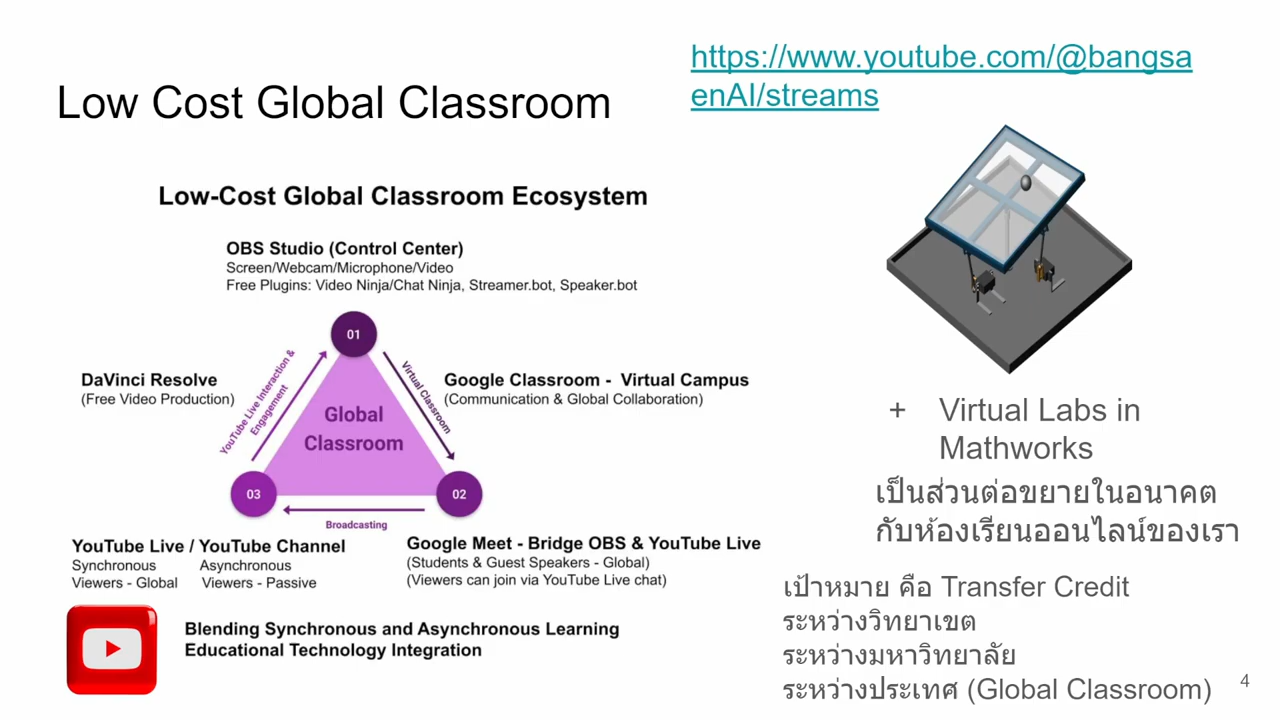 Low Cost Global Classroom
https://www.youtube.com/@bangsa
enAI/streams
Low-Cost Global Classroom Ecosystem
OBS Studio (Control Center)
Screen/Webcam/Microphone/Video
Free Plugins: Video Ninja/Chat Ninja, Streamer.bot, Speaker.bot
01
DaVinci Resolve
(Free Video Production)
YouTube Live Interaction &
Engagement
Virtual Classroom
Google Classroom - Virtual Campus
(Communication & Global Collaboration)
Global
Classroom
03
02
Broadcasting
YouTube Live / YouTube Channel
Synchronous Asynchronous
Viewers - Global Viewers - Passive
Google Meet - Bridge OBS & YouTube Live
(Students & Guest Speakers - Global)
(Viewers can join via YouTube Live chat)
Blending Synchronous and Asynchronous Learning
Educational Technology Integration
+ Virtual Labs in
Mathworks
เป็นส่วนต่อขยายในอนาคต
กับห้องเรียนออนไลน์ของเรา
เป้าหมาย คือ Transfer Credit
ระหว่างวิทยาเขต
ระหว่างมหาวิทยาลัย
ระหว่างประเทศ (Global Classroom)
4